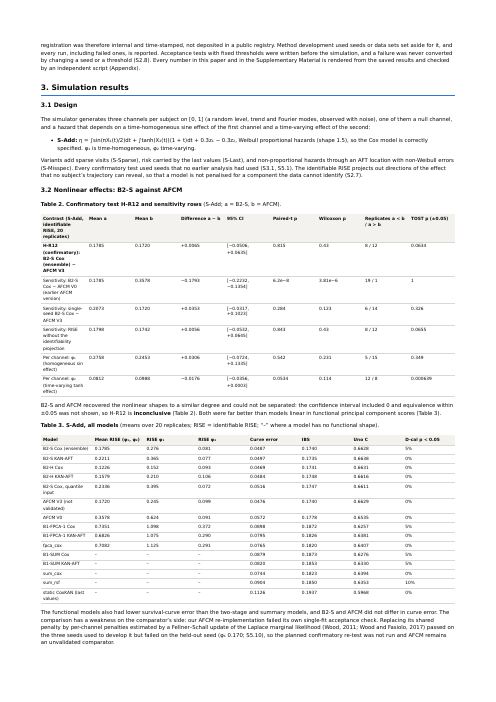 registration was therefore internal and time-stamped, not deposited in a public registry. Method development used seeds or data sets set aside for it, and
every run, including failed ones, is reported. Acceptance tests with fixed thresholds were written before the simulation, and a failure was never converted
by changing a seed or a threshold (S2.8). Every number in this paper and in the Supplementary Material is rendered from the saved results and checked
by an independent script (Appendix).
3. Simulation results
3.1 Design
The simulator generates three channels per subject on [0, 1] (a random level, trend and Fourier modes, observed with noise), one of them a null channel,
and a hazard that depends on a time-homogeneous sine effect of the first channel and a time-varying effect of the second:
• S-Add: η = ∫sin(πX₁(t)/2)dt + ∫tanh(X₂(t))(1 + t)dt + 0.3z₁ − 0.3z₂, Weibull proportional hazards (shape 1.5), so the Cox model is correctly
specified. φ₁ is time-homogeneous, φ₂ time-varying.
Variants add sparse visits (S-Sparse), risk carried by the last values (S-Last), and non-proportional hazards through an AFT location with non-Weibull errors
(S-Misspec). Every confirmatory test used seeds that no earlier analysis had used (S3.1, S5.1). The identifiable RISE projects out directions of the effect
that no subject's trajectory can reveal, so that a model is not penalised for a component the data cannot identify (S2.7).
3.2 Nonlinear effects: B2-S against AFCM
Table 2. Confirmatory test H-R12 and sensitivity rows (S-Add; a = B2-S, b = AFCM).
Contrast (S-Add, identifiable RISE, 20 replicates) Mean a Mean b Difference a − b 95% CI Paired-t p Wilcoxon p Replicates a < b / a > b TOST p (±0.05)
H-R12 (confirmatory): B2-S Cox (ensemble) − AFCM V3 0.1785 0.1720 +0.0065 [−0.0506, +0.0635] 0.815 0.43 8 / 12 0.0634
Sensitivity: B2-S Cox − AFCM V0 (earlier AFCM version) 0.1785 0.3578 −0.1793 [−0.2232, −0.1354] 6.2e−8 3.81e−6 19 / 1 1
Sensitivity: single-seed B2-S Cox − AFCM V3 0.2073 0.1720 +0.0353 [−0.0317, +0.1023] 0.284 0.123 6 / 14 0.326
Sensitivity: RISE without the identifiability projection 0.1798 0.1742 +0.0056 [−0.0532, +0.0645] 0.843 0.43 8 / 12 0.0655
Per channel: φ₁ (homogeneous sin effect) 0.2758 0.2453 +0.0306 [−0.0724, +0.1335] 0.542 0.231 5 / 15 0.349
Per channel: φ₂ (time-varying tanh effect) 0.0812 0.0988 −0.0176 [−0.0356, +0.0003] 0.0534 0.114 12 / 8 0.000639
B2-S and AFCM recovered the nonlinear shapes to a similar degree and could not be separated: the confidence interval included 0 and equivalence within
±0.05 was not shown, so H-R12 is inconclusive (Table 2). Both were far better than models linear in functional principal component scores (Table 3).
Table 3. S-Add, all models (means over 20 replicates; RISE = identifiable RISE; "–" where a model has no functional shape).
Model Mean RISE (φ₁, φ₂) RISE φ₁ RISE φ₂ Curve error IBS Uno C D-cal p < 0.05
B2-S Cox (ensemble) 0.1785 0.276 0.081 0.0487 0.1740 0.6628 5%
B2-S KAN-AFT 0.2211 0.365 0.077 0.0497 0.1735 0.6638 0%
B2-H Cox 0.1226 0.152 0.093 0.0469 0.1741 0.6631 0%
B2-H KAN-AFT 0.1579 0.210 0.106 0.0483 0.1748 0.6616 0%
B2-S Cox, quantile input 0.2336 0.395 0.072 0.0516 0.1747 0.6611 0%
AFCM V3 (not validated) 0.1720 0.245 0.099 0.0476 0.1740 0.6629 0%
AFCM V0 0.3578 0.624 0.091 0.0572 0.1778 0.6535 0%
B1-FPCA-1 Cox 0.7351 1.098 0.372 0.0898 0.1872 0.6257 5%
B1-FPCA-1 KAN-AFT 0.6826 1.075 0.290 0.0795 0.1826 0.6381 0%
fpca_cox 0.7082 1.125 0.291 0.0765 0.1820 0.6407 0%
B1-SUM Cox – – – 0.0879 0.1873 0.6276 5%
B1-SUM KAN-AFT – – – 0.0820 0.1853 0.6330 5%
sum_cox – – – 0.0744 0.1823 0.6394 0%
sum_rsf – – – 0.0904 0.1850 0.6353 10%
static CoxKAN (last values) – – – 0.1126 0.1937 0.5968 0%
The functional models also had lower survival-curve error than the two-stage and summary models, and B2-S and AFCM did not differ in curve error. The
comparison has a weakness on the comparator's side: our AFCM re-implementation failed its own single-fit acceptance check. Replacing its shared
penalty by per-channel penalties estimated by a Fellner-Schall update of the Laplace marginal likelihood (Wood, 2011; Wood and Fasiolo, 2017) passed on
the three seeds used to develop it but failed on the held-out seed (φ₁ 0.170; S5.10), so the planned confirmatory re-test was not run and AFCM remains
an unvalidated comparator.